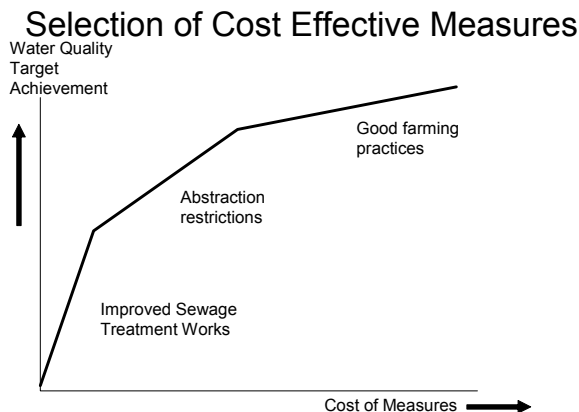 Selection of Cost Effective Measures
Water Quality
Target
Achievement
Good farming
practices
Abstraction
restrictions
Improved Sewage
Treatment Works
Cost of Measures